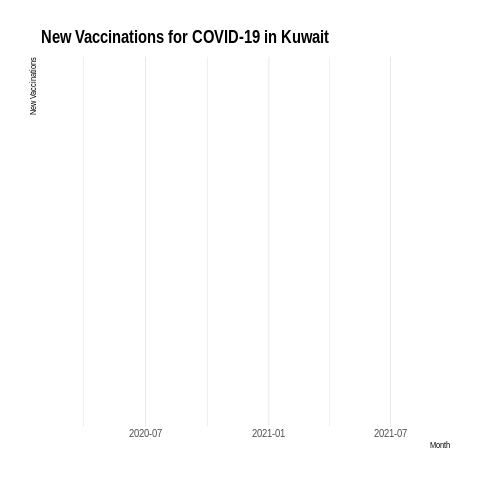 New Vaccinations for COVID-19 in Kuwait
New Vaccinations
2020-07
2021-01
2021-07
Month